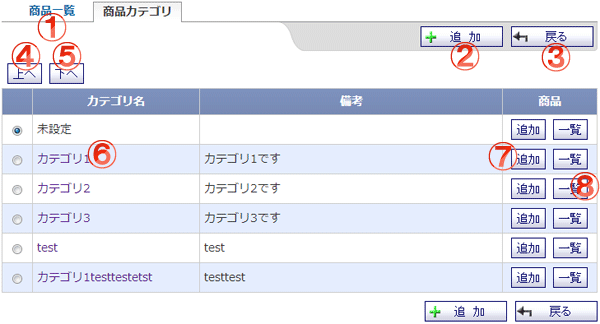 商品一覧 商品カテゴリ
①
追 加 戻る
② ③
④ ⑤
上へ 下へ
カテゴリ名 備考 商品
未設定 追加 一覧
カテゴリ1 ⑥ カテゴリ1です ⑦ 追加 一覧
カテゴリ2 カテゴリ2です 追加 一覧 ⑧
カテゴリ3 カテゴリ3です 追加 一覧
test test 追加 一覧
カテゴリ1testtestetst testtest 追加 一覧
追 加 戻る